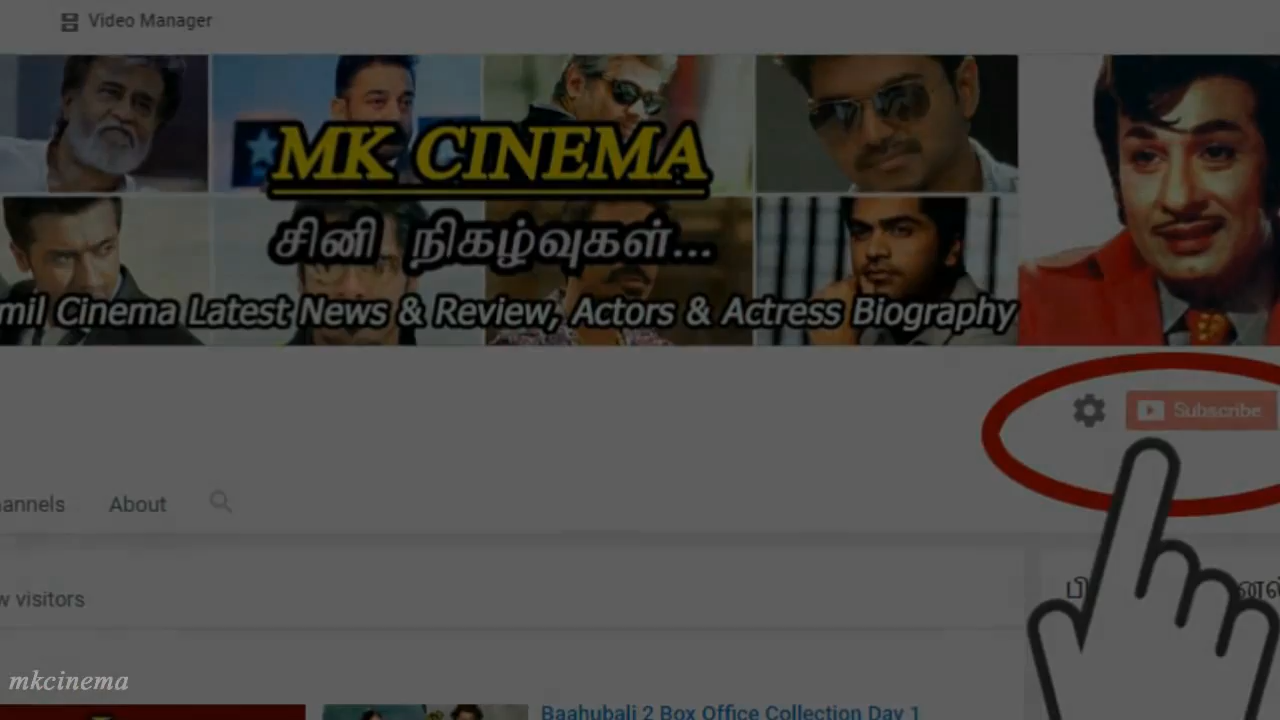 Video Manager
MK CINEMA
சினி நிகழ்வுகள்...
mil Cinema Latest News & Review, Actors & Actress Biography
Subscribe
annels About
w visitors
mkcinema
Baahubali 2 Box Office Collection Day 1